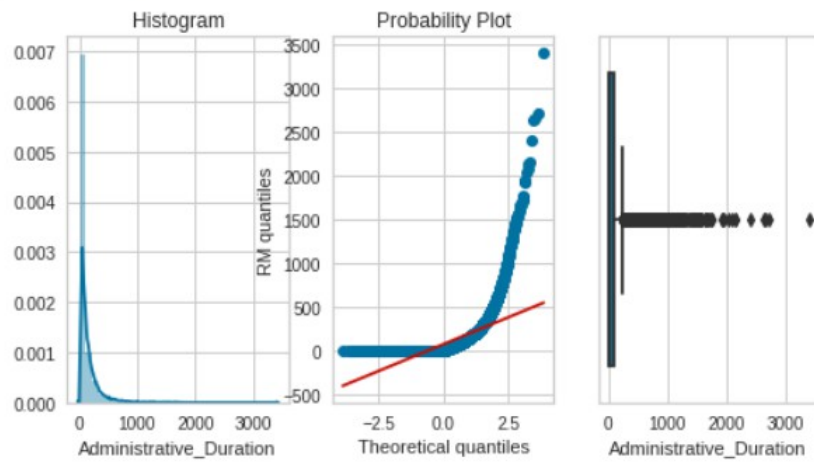 Histogram
0.007
0.006
0.005
0.004
0.003
0.002
0.001
0.000
0 1000 2000 3000
Administrative_Duration
Probability Plot
RM quantiles
3500
3000
2500
2000
1500
1000
500
0
−500
−2.5 0.0 2.5
Theoretical quantiles
0 1000 2000 3000
Administrative_Duration